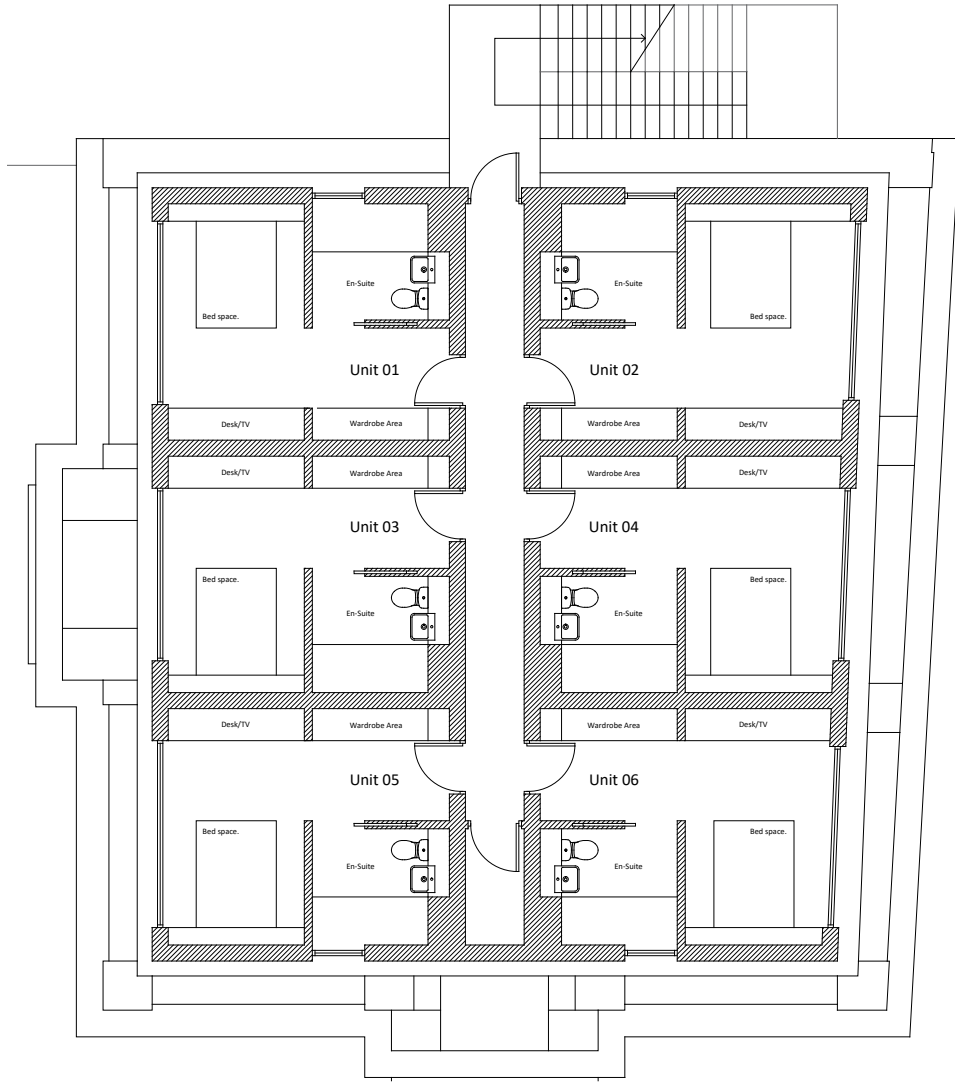 En-Suite
En-Suite
Bed space.
Bed space.
Unit 01
Unit 02
Desk/TV
Wardrobe Area
Wardrobe Area
Desk/TV
Desk/TV
Wardrobe Area
Wardrobe Area
Desk/TV
Unit 03
Unit 04
Bed space.
Bed space.
En-Suite
En-Suite
Desk/TV
Wardrobe Area
Wardrobe Area
Desk/TV
Unit 05
Unit 06
Bed space.
Bed space.
En-Suite
En-Suite